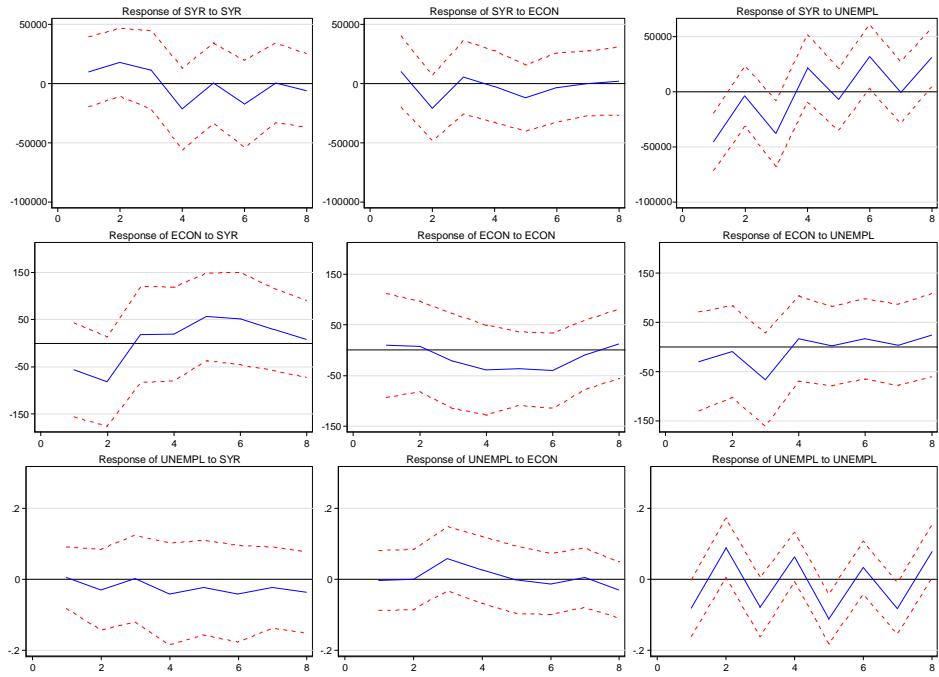 Response of SYR to SYR
50000
0
-50000
-100000
0 2 4 6 8
Response of SYR to ECON
50000
0
-50000
-100000
0 2 4 6 8
Response of SYR to UNEMPL
50000
0
-50000
-100000
0 2 4 6 8
Response of ECON to SYR
150
50
-50
-150
0 2 4 6 8
Response of ECON to ECON
150
50
-50
-150
0 2 4 6 8
Response of ECON to UNEMPL
150
50
-50
-150
0 2 4 6 8
Response of UNEMPL to SYR
.2
0
-.2
0 2 4 6 8
Response of UNEMPL to ECON
.2
0
-.2
0 2 4 6 8
Response of UNEMPL to UNEMPL
.2
0
-.2
0 2 4 6 8